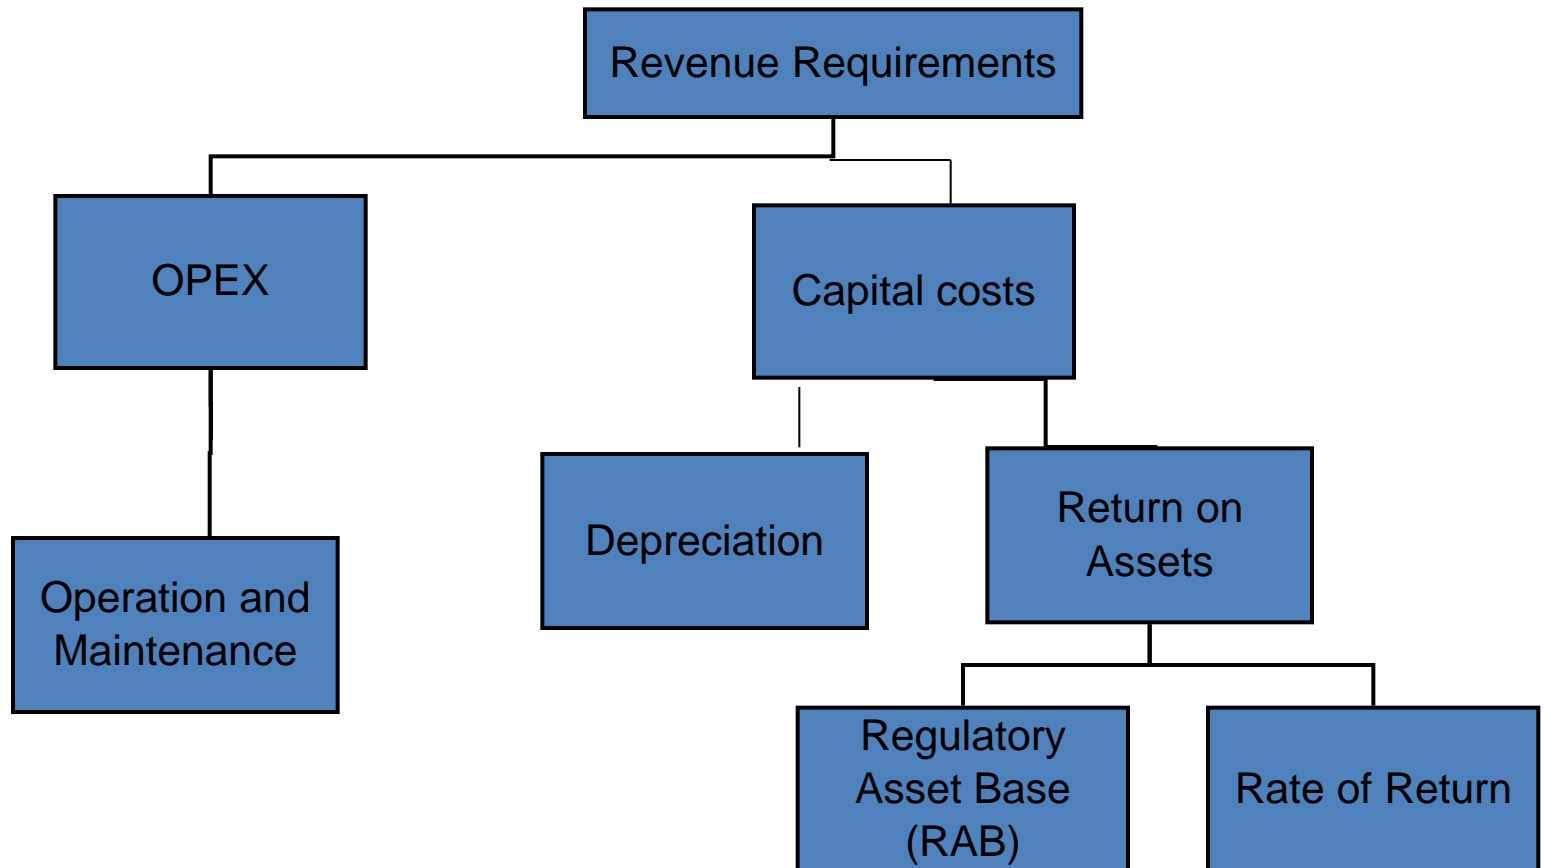 Revenue Requirements
OPEX
Capital costs
Depreciation
Return on
Assets
Operation and
Maintenance
Regulatory
Asset Base
(RAB)
Rate of Return